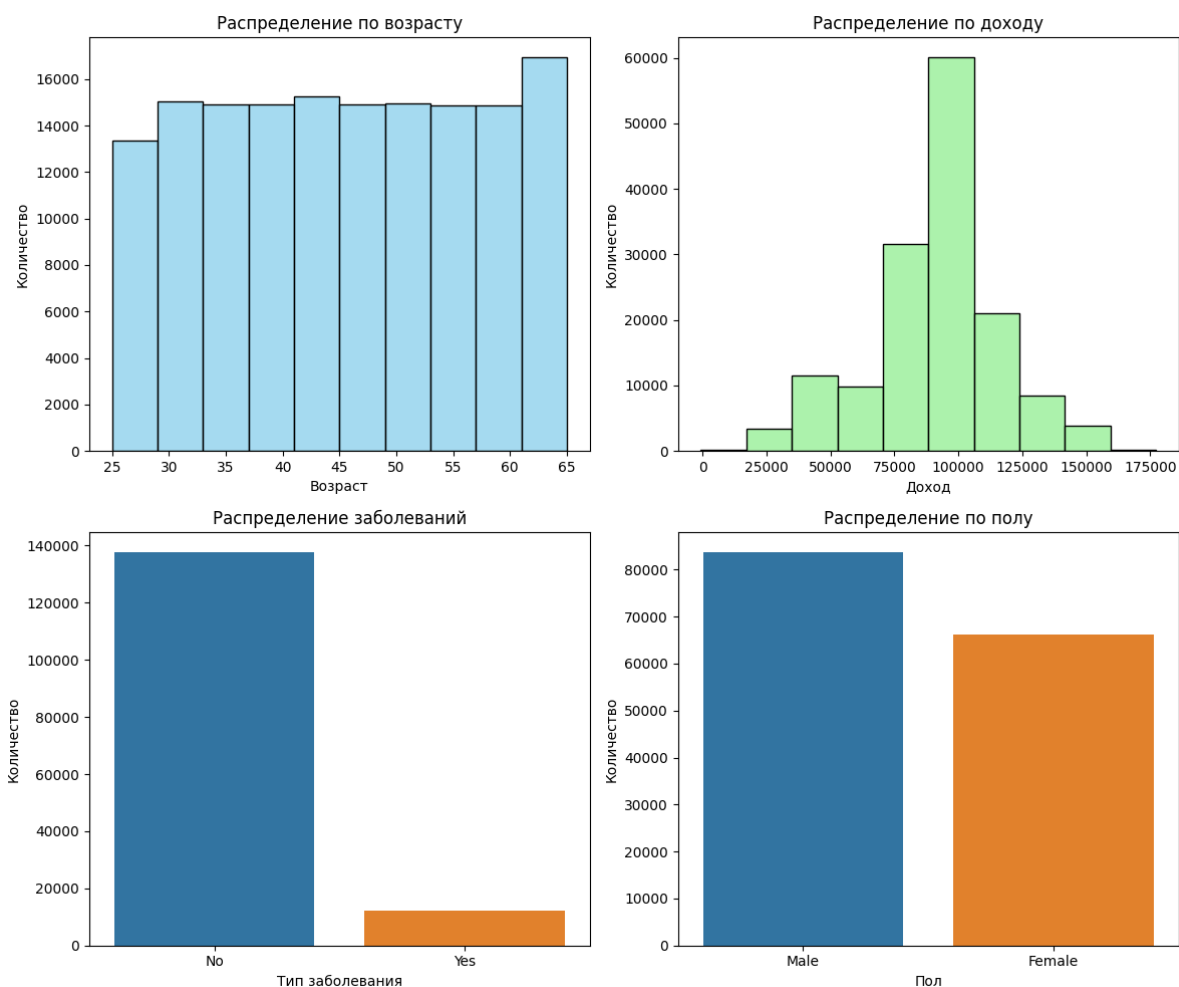 Распределение по возрасту
Количество
16000
14000
12000
10000
8000
6000
4000
2000
0
25 30 35 40 45 50 55 60 65
Возраст
Распределение по доходу
Количество
60000
50000
40000
30000
20000
10000
0
0 25000 50000 75000 100000 125000 150000 175000
Доход
Распределение заболеваний
Количество
140000
120000
100000
80000
60000
40000
20000
0
No Yes
Тип заболевания
Распределение по полу
Количество
80000
70000
60000
50000
40000
30000
20000
10000
0
Male Female
Пол